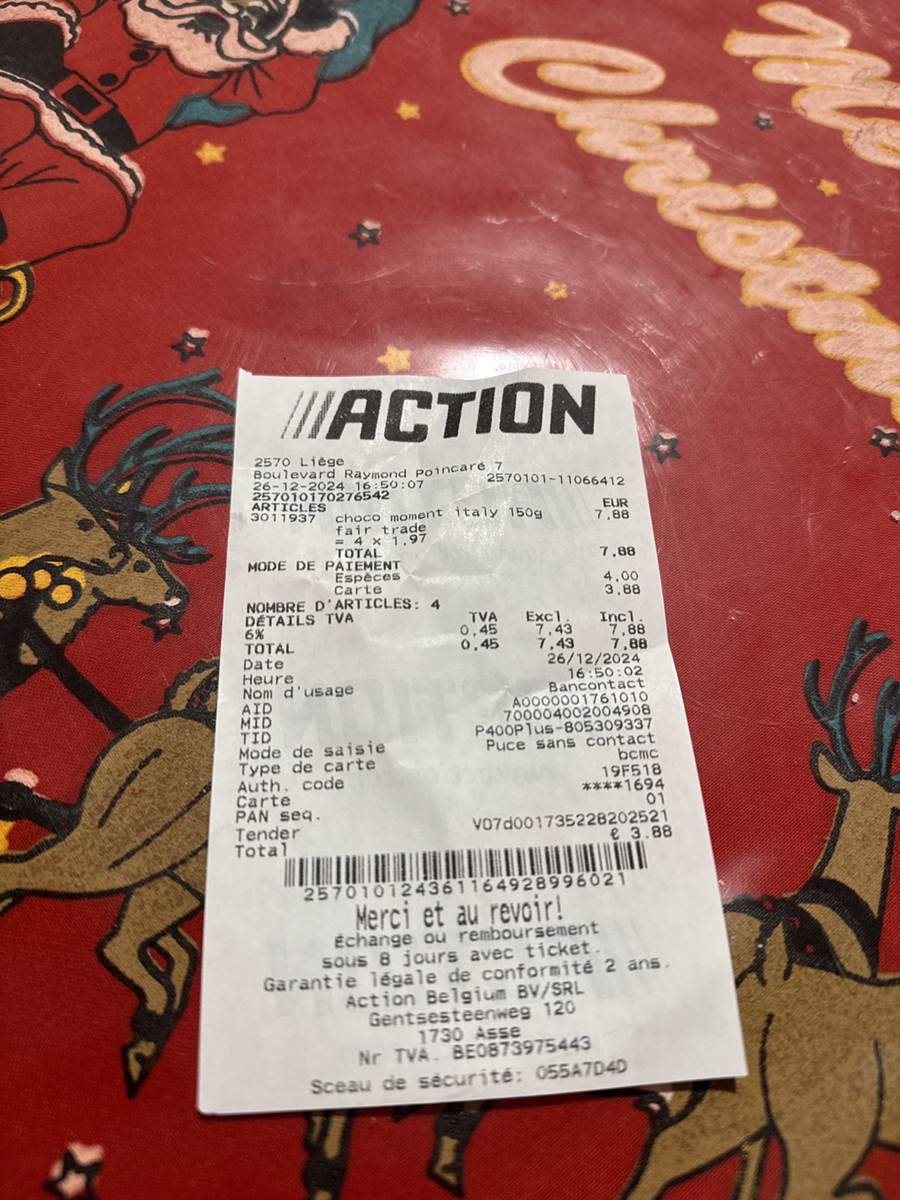 Me
Christm
///ACTION
2570 Liège
Boulevard Raymond Poincaré 7
26-12-2024 16:50:07 2570101-11066412
257010170276542
ARTICLES EUR
3011937 choco moment italy 150g 7,88
fair trade
= 4 x 1,97
TOTAL 7,88
MODE DE PAIEMENT
Espèces 4,00
Carte 3,88
NOMBRE D'ARTICLES: 4
DÉTAILS TVA TVA Excl. Incl.
6% 0,45 7,43 7,88
TOTAL 0,45 7,43 7,88
Date 26/12/2024
Heure 16:50:02
Nom d'usage Bancontact
AID A0000001761010
MID 700004002004908
TID P400Plus-805309337
Mode de saisie Puce sans contact
Type de carte bcmc
Auth. code 19F518
Carte ****1694
PAN seq. 01
Tender V07d001735228202521
Total € 3.88
257010124361164928996021
Merci et au revoir!
Échange ou remboursement
sous 8 jours avec ticket.
Garantie légale de conformité 2 ans.
Action Belgium BV/SRL
Gentsesteenweg 120
1730 Asse
Nr TVA. BE0873975443
Sceau de sécurité: 055A7D4D